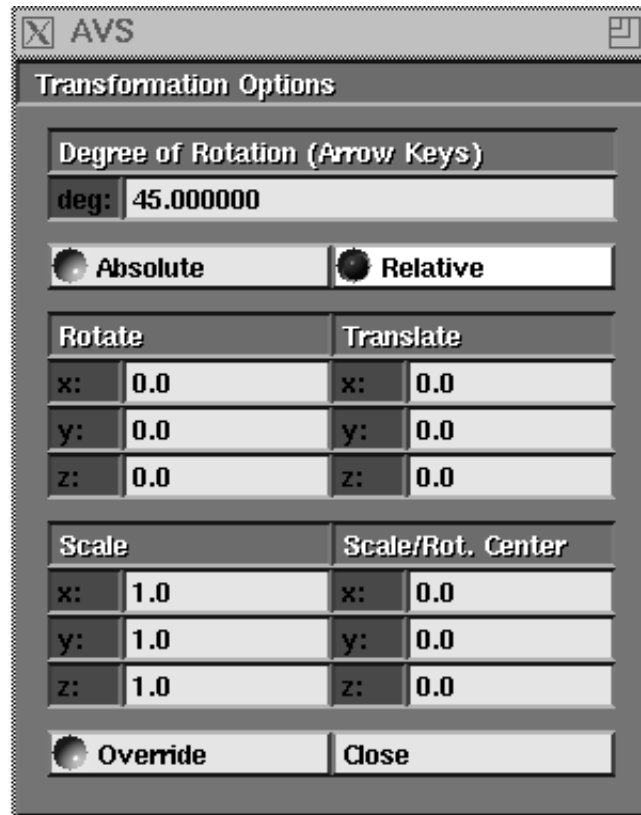 AVS
Transformation Options
Degree of Rotation (Arrow Keys)
deg: 45.000000
Absolute Relative
Rotate Translate
x: 0.0 x: 0.0
y: 0.0 y: 0.0
z: 0.0 z: 0.0
Scale Scale/Rot. Center
x: 1.0 x: 0.0
y: 1.0 y: 0.0
z: 1.0 z: 0.0
Override Close